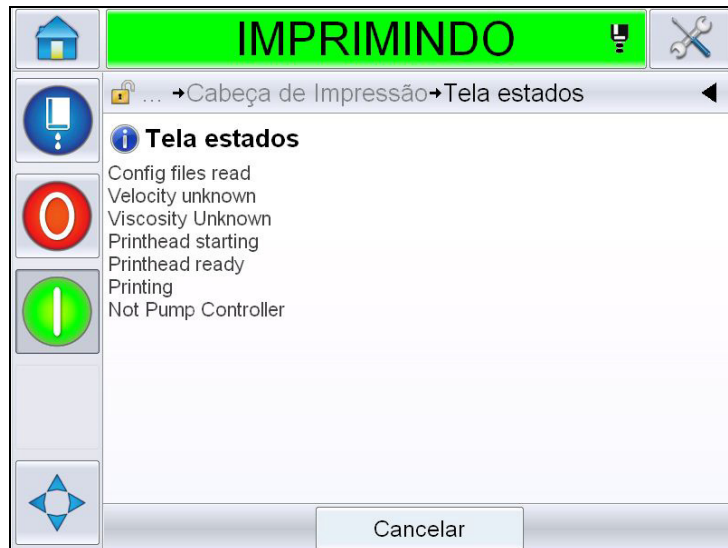 IMPRIMINDO
... →Cabeça de Impressão→Tela estados
Tela estados
Config files read
Velocity unknown
Viscosity Unknown
Printhead starting
Printhead ready
Printing
Not Pump Controller
Cancelar